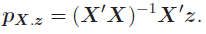 p_{X.z} = (X'X)^{-1}X'z.